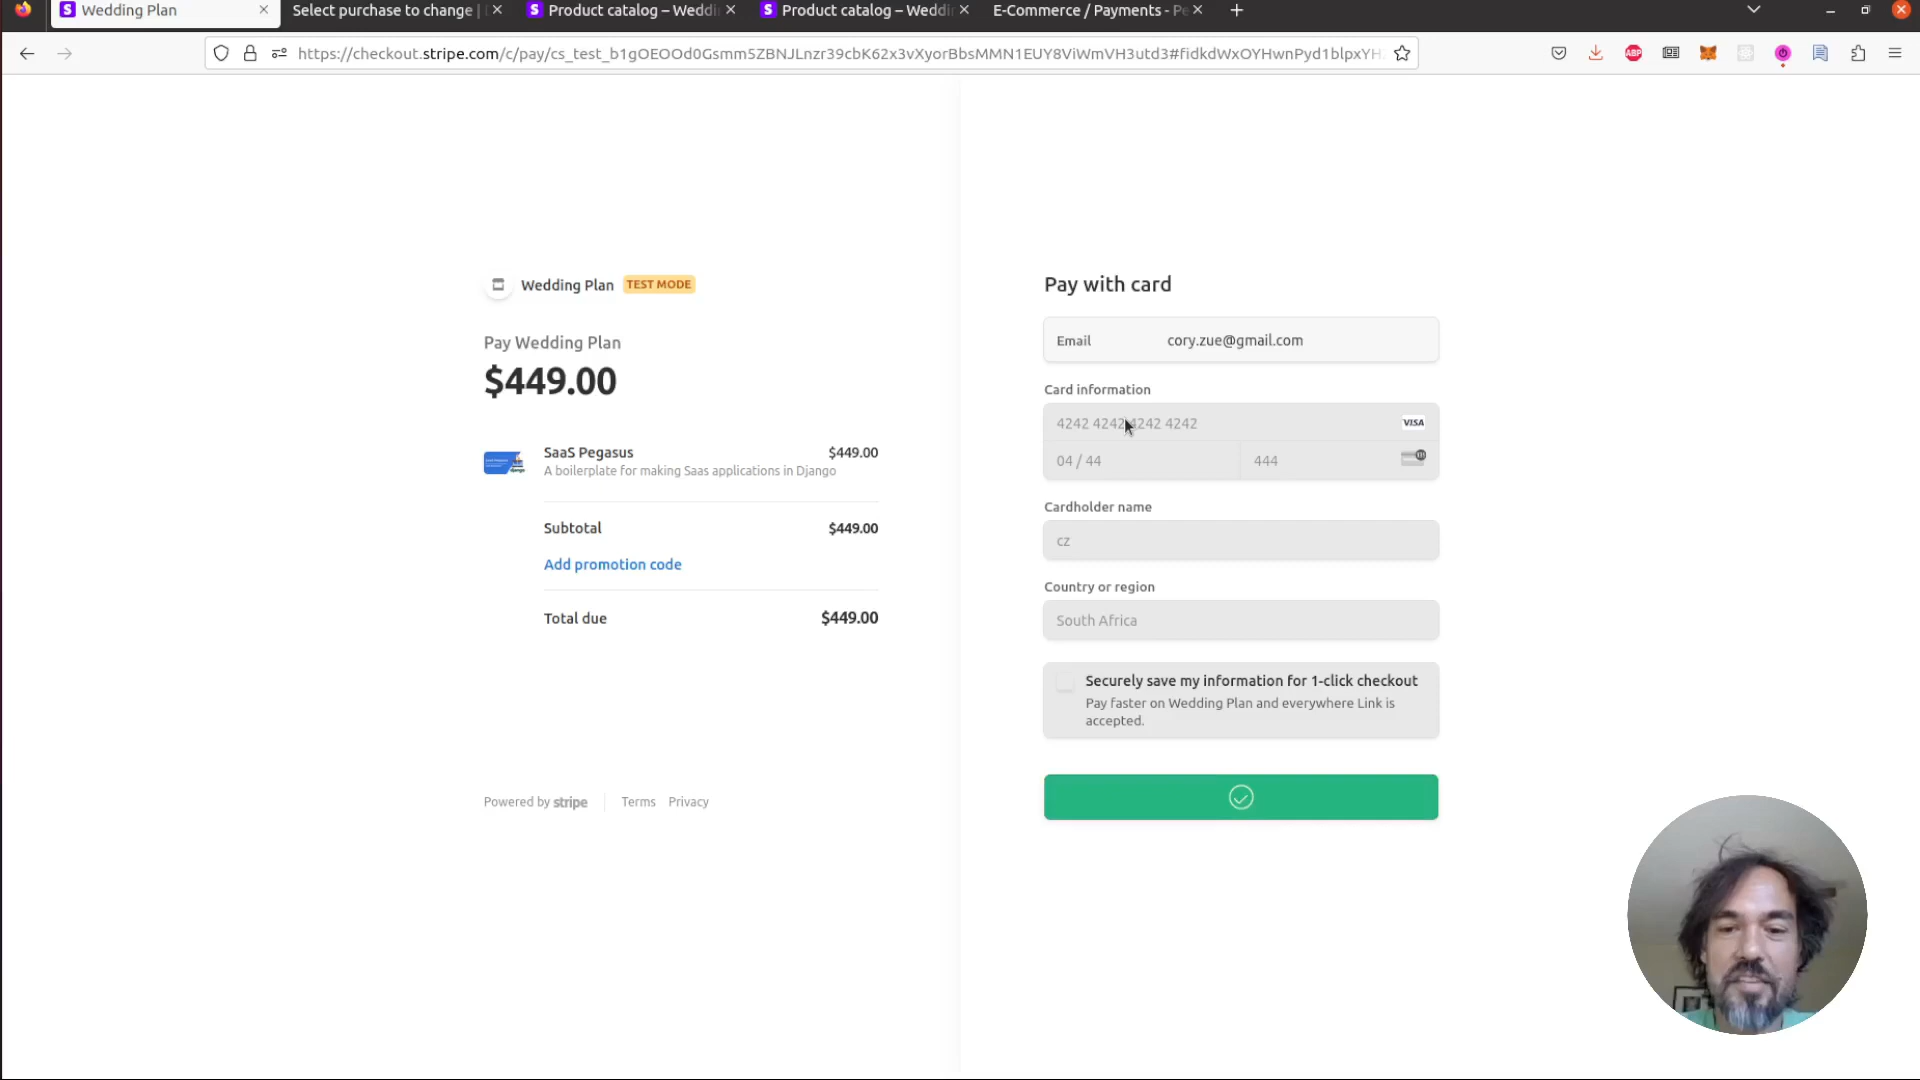 Wedding Plan
Select purchase to change |
Product catalog – Weddi
Product catalog – Weddi
E-Commerce / Payments - Pe
https://checkout.stripe.com/c/pay/cs_test_b1gOEOOd0Gsmm5ZBNJLnzr39cbK62x3vXyorBbsMMN1EUY8ViWmVH3utd3#fidkdWxOYHwnPyd1blpxYH
ABP
Wedding Plan TEST MODE
Pay Wedding Plan
$449.00
SaaS Pegasus $449.00
A boilerplate for making Saas applications in Django
Subtotal $449.00
Add promotion code
Total due $449.00
Powered by stripe Terms Privacy
Pay with card
Email cory.zue@gmail.com
Card information
4242 4242 4242 4242 VISA
04 / 44 444
Cardholder name
cz
Country or region
South Africa
Securely save my information for 1-click checkout
Pay faster on Wedding Plan and everywhere Link is
accepted.